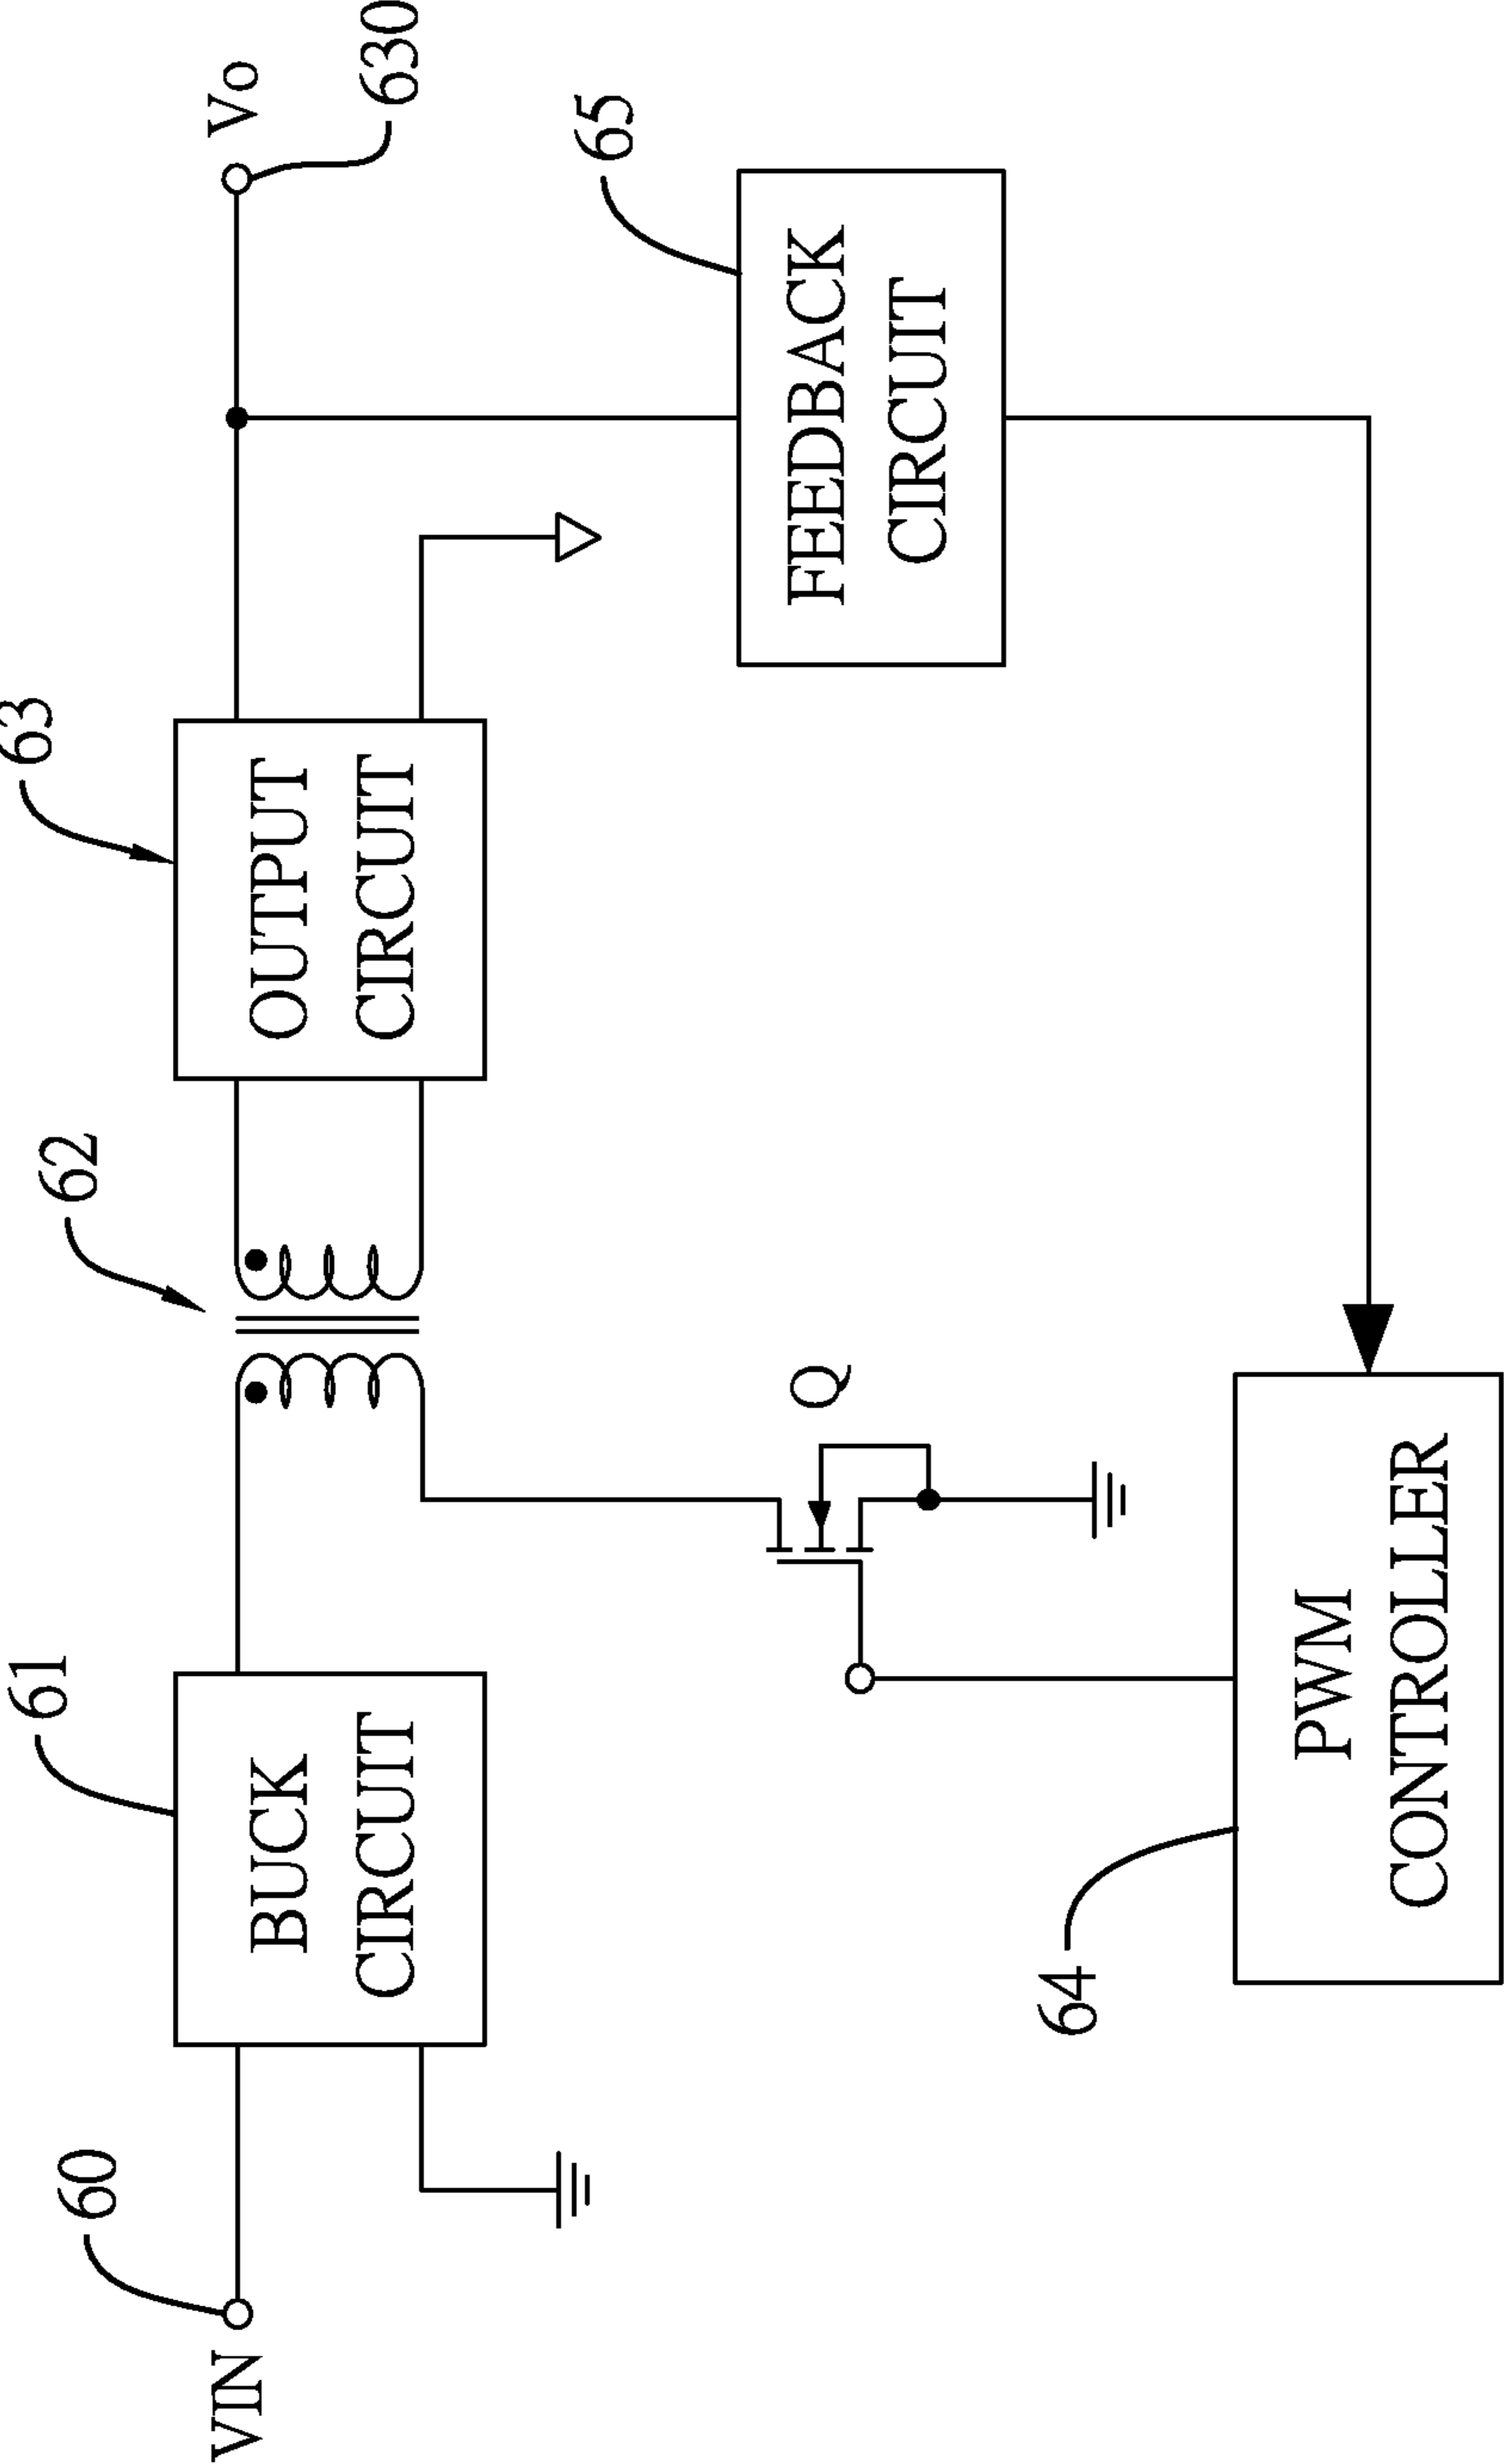 60
61
62
63
630
VIN
BUCK
CIRCUIT
OUTPUT
CIRCUIT
Vo
65
Q
FEEDBACK
CIRCUIT
64
PWM
CONTROLLER